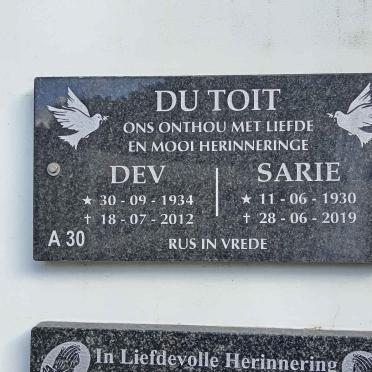 DU TOIT
ONS ONTHOU MET LIEFDE
EN MOOI HERINNERINGE
DEV | SARIE
★ 30 - 09 - 1934 ★ 11 - 06 - 1930
† 18 - 07 - 2012 † 28 - 06 - 2019
A 30 RUS IN VREDE
In Liefdevolle Herinnering